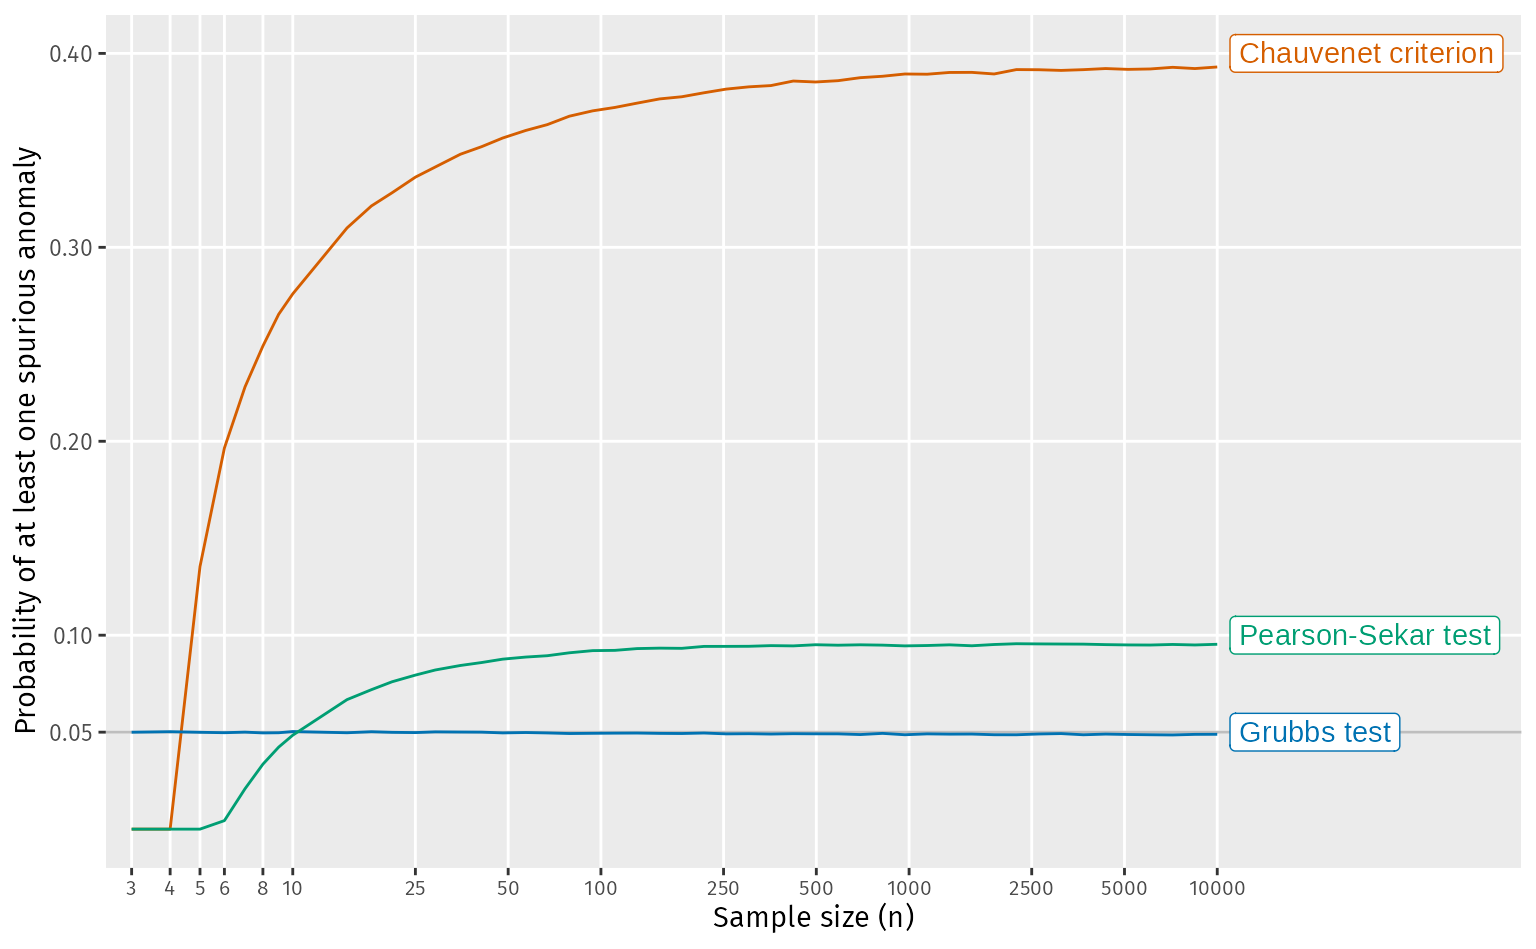 Probability of at least one spurious anomaly
0.40
0.30
0.20
0.10
0.05
Chauvenet criterion
Pearson-Sekar test
Grubbs test
3 4 5 6 8 10 25 50 100 250 500 1000 2500 5000 10000
Sample size (n)